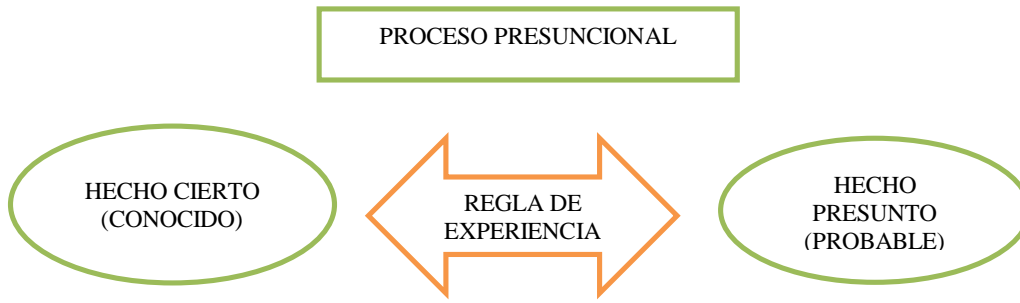 PROCESO PRESUNCIONAL
HECHO CIERTO
(CONOCIDO)
REGLA DE
EXPERIENCIA
HECHO
PRESUNTO
(PROBABLE)